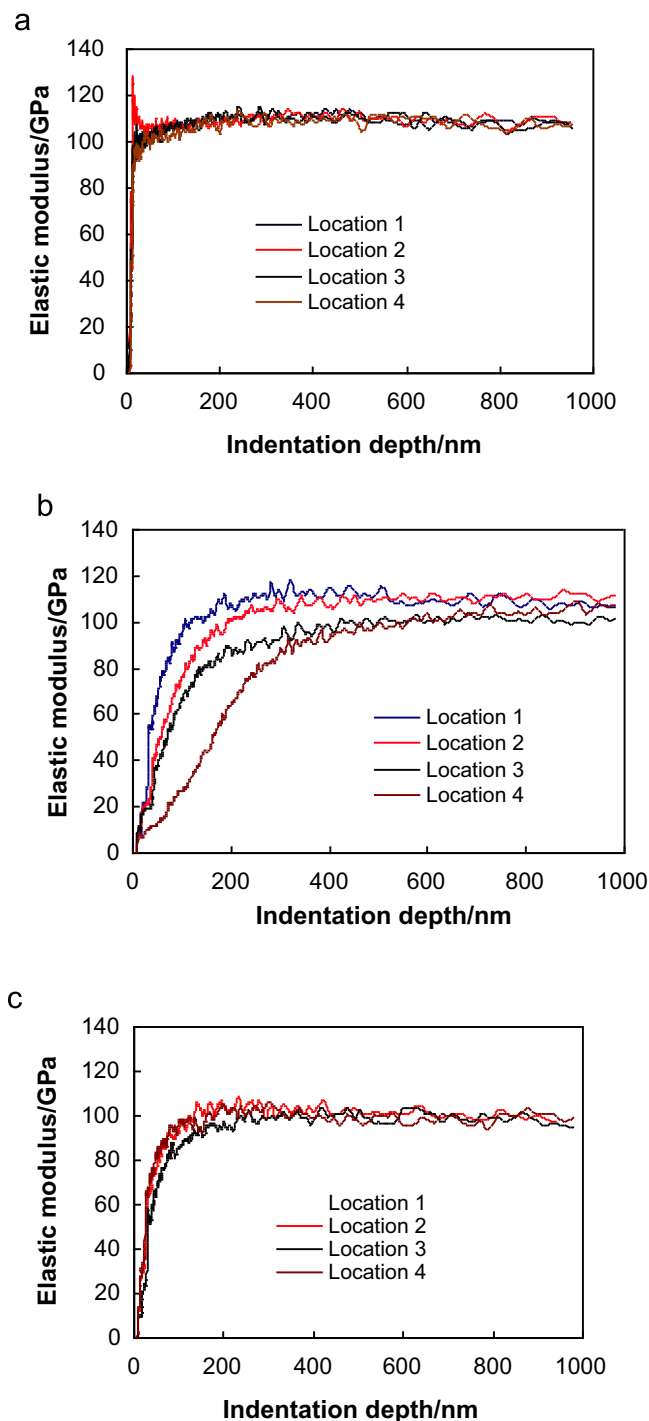 a
140
120
100
80
60
40
20
0
Elastic modulus/GPa
Location 1
Location 2
Location 3
Location 4
0 200 400 600 800 1000
Indentation depth/nm
b
140
120
100
80
60
40
20
0
Elastic modulus/GPa
Location 1
Location 2
Location 3
Location 4
0 200 400 600 800 1000
Indentation depth/nm
c
140
120
100
80
60
40
20
0
Elastic modulus/GPa
Location 1
Location 2
Location 3
Location 4
0 200 400 600 800 1000
Indentation depth/nm